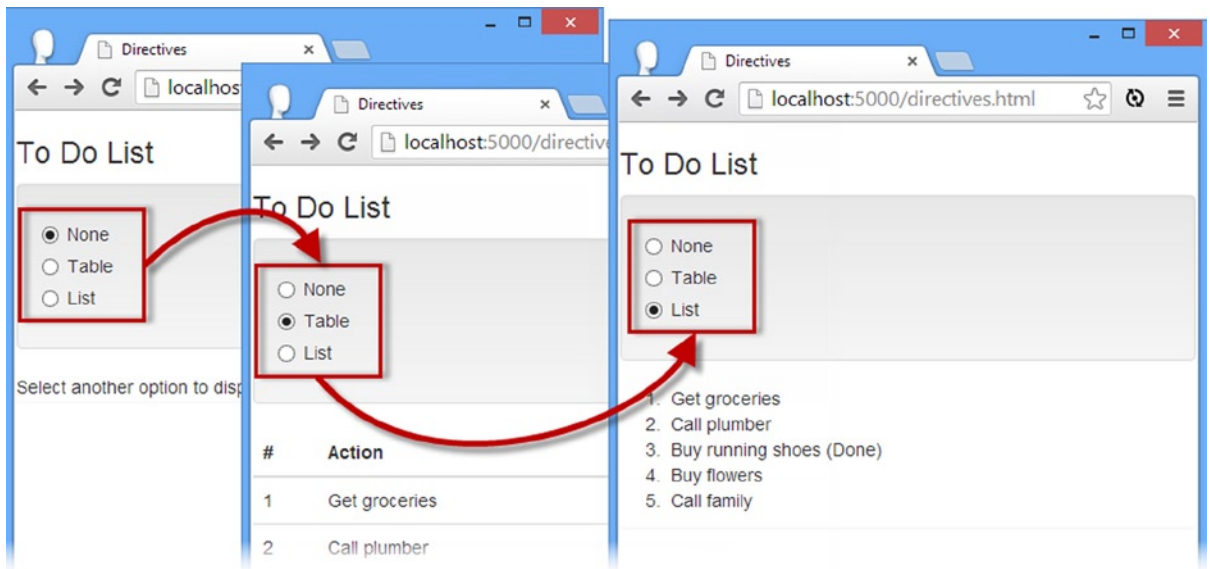 Directives
localhos
To Do List
None
Table
List
Select another option to disp
Directives
localhost:5000/directive
To Do List
None
Table
List
# Action
1 Get groceries
2 Call plumber
Directives
localhost:5000/directives.html
To Do List
None
Table
List
1. Get groceries
2. Call plumber
3. Buy running shoes (Done)
4. Buy flowers
5. Call family